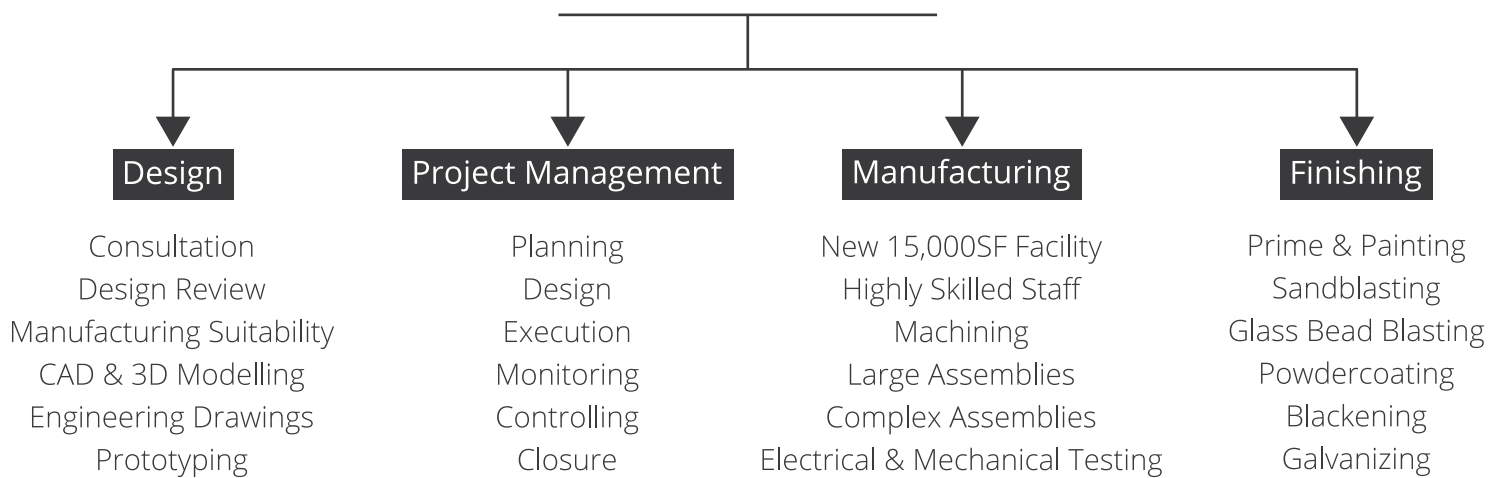 Design
Consultation
Design Review
Manufacturing Suitability
CAD & 3D Modelling
Engineering Drawings
Prototyping
Project Management
Planning
Design
Execution
Monitoring
Controlling
Closure
Manufacturing
New 15,000SF Facility
Highly Skilled Staff
Machining
Large Assemblies
Complex Assemblies
Electrical & Mechanical Testing
Finishing
Prime & Painting
Sandblasting
Glass Bead Blasting
Powdercoating
Blackening
Galvanizing